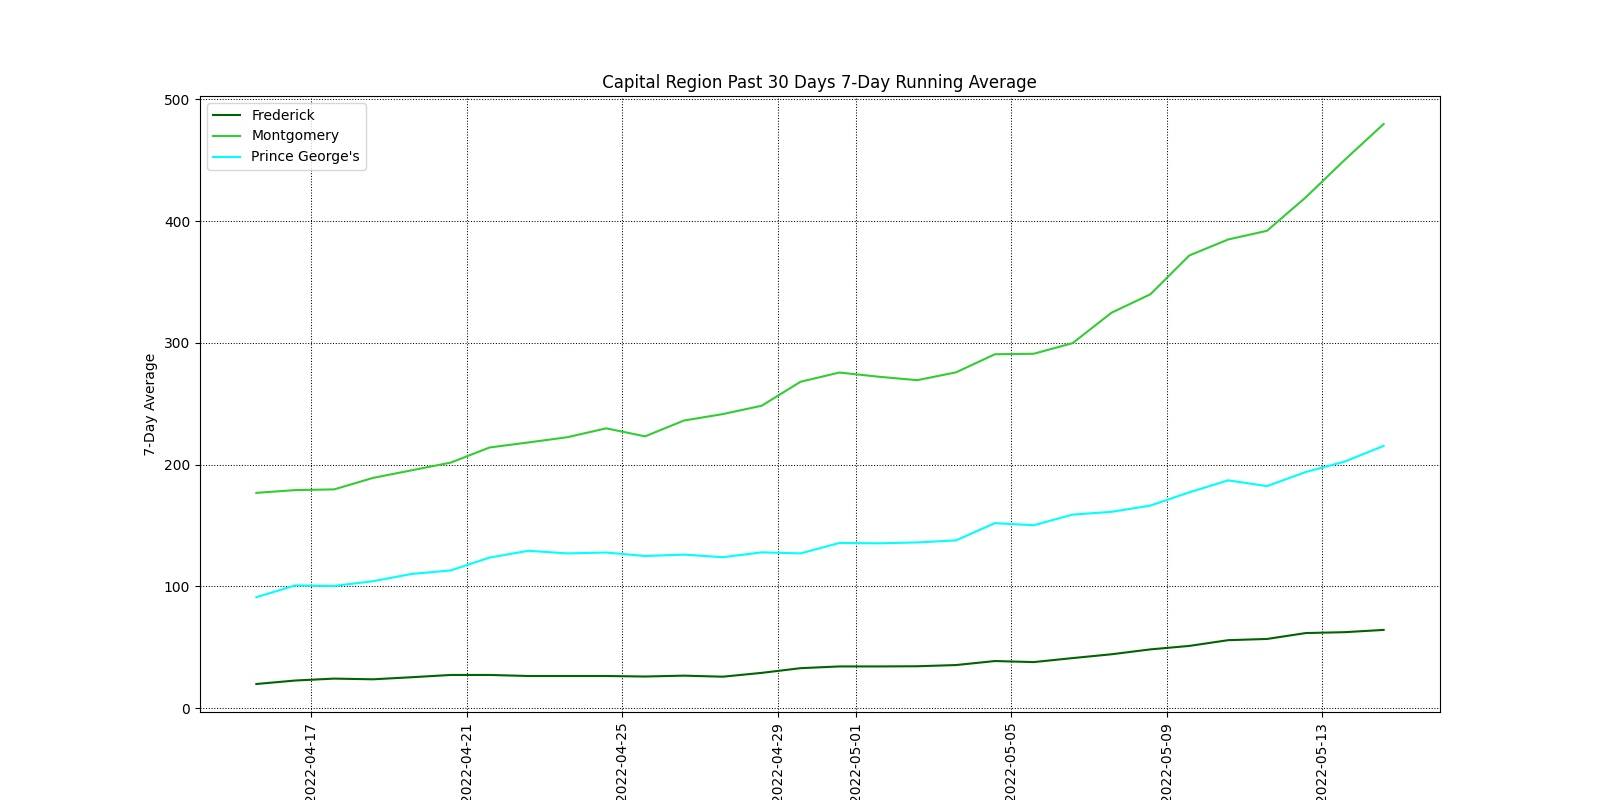 Capital Region Past 30 Days 7-Day Running Average
500
400
300
200
100
0
7-Day Average
Frederick
Montgomery
Prince George's
2022-04-17
2022-04-21
2022-04-25
2022-04-29
2022-05-01
2022-05-05
2022-05-09
2022-05-13